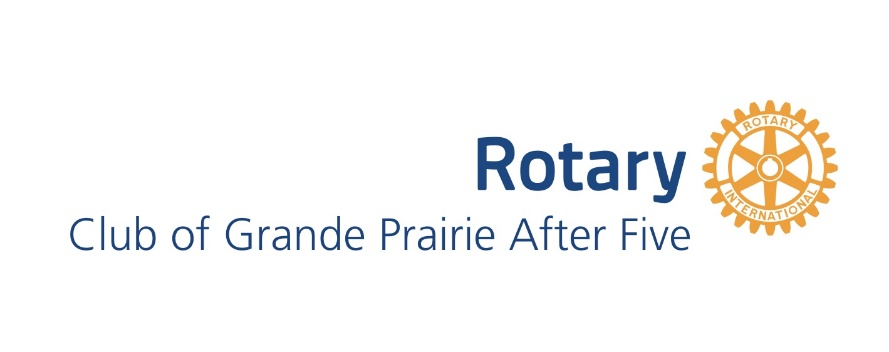 Rotary
Club of Grande Prairie After Five
ROTARY
INTERNATIONAL